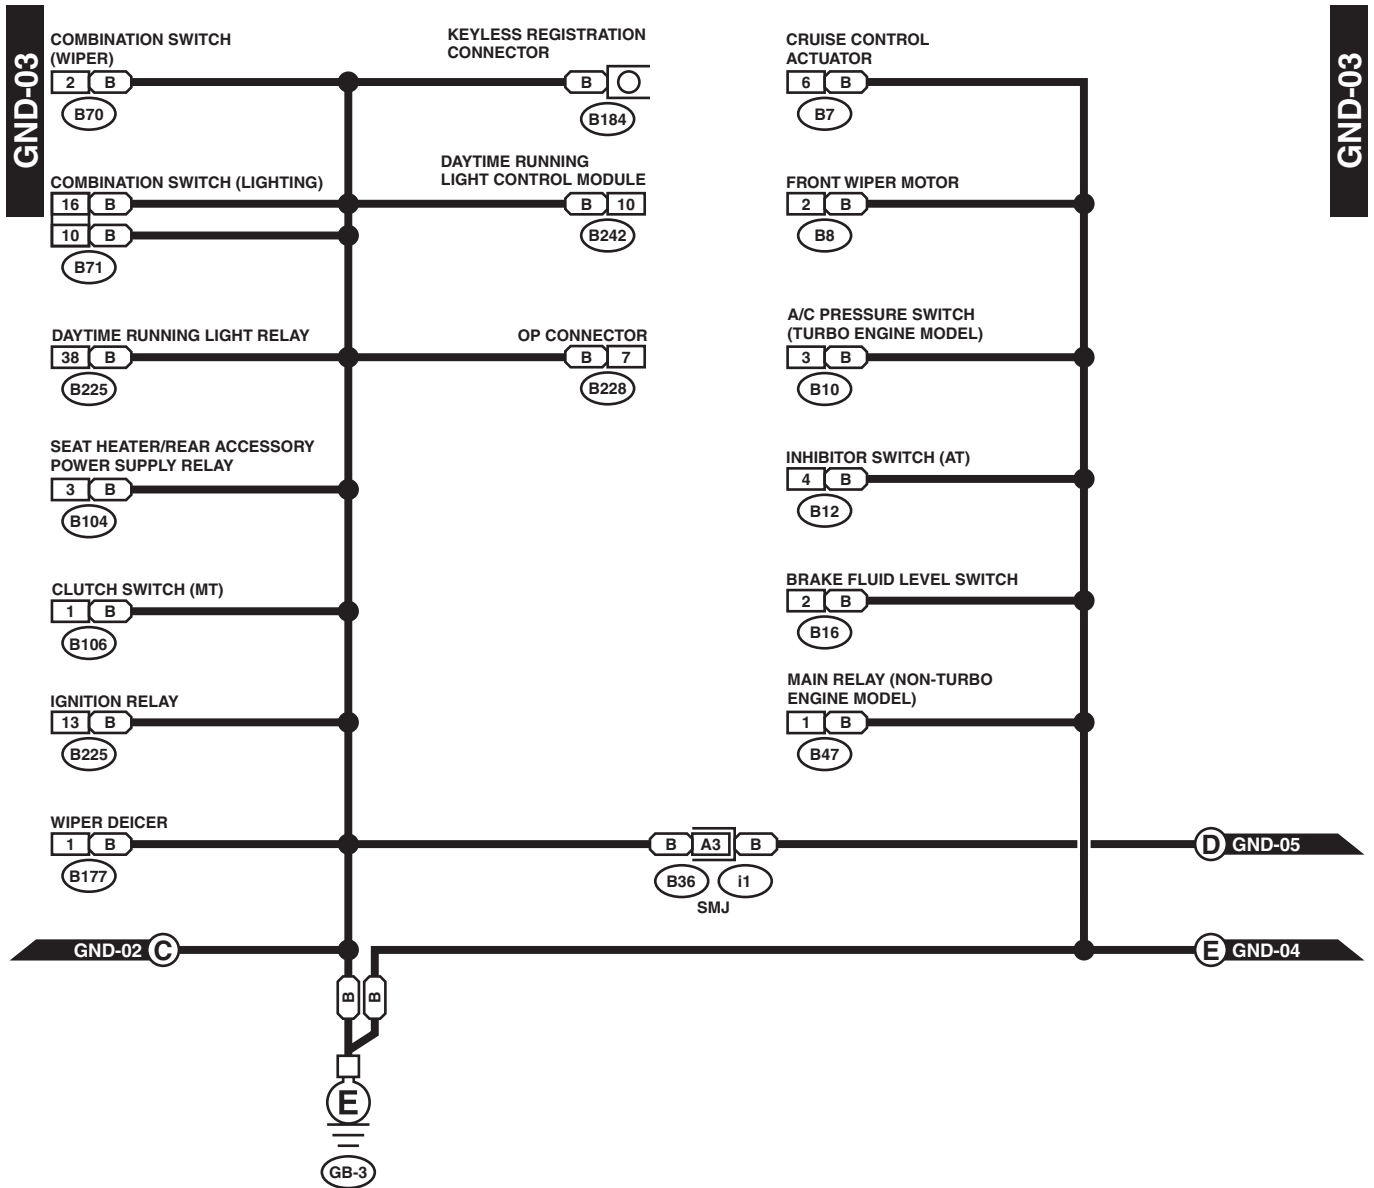 GND-03
GND-03
COMBINATION SWITCH
(WIPER)
2 B
B70
KEYLESS REGISTRATION
CONNECTOR
B
B184
CRUISE CONTROL
ACTUATOR
6 B
B7
COMBINATION SWITCH (LIGHTING)
16 B
10 B
B71
DAYTIME RUNNING
LIGHT CONTROL MODULE
B 10
B242
FRONT WIPER MOTOR
2 B
B8
DAYTIME RUNNING LIGHT RELAY
38 B
B225
OP CONNECTOR
B 7
B228
A/C PRESSURE SWITCH
(TURBO ENGINE MODEL)
3 B
B10
SEAT HEATER/REAR ACCESSORY
POWER SUPPLY RELAY
3 B
B104
INHIBITOR SWITCH (AT)
4 B
B12
CLUTCH SWITCH (MT)
1 B
B106
BRAKE FLUID LEVEL SWITCH
2 B
B16
IGNITION RELAY
13 B
B225
MAIN RELAY (NON-TURBO
ENGINE MODEL)
1 B
B47
WIPER DEICER
1 B
B177
B A3 B
B36 i1
SMJ
D GND-05
GND-02 C
E GND-04
B B
E
GB-3